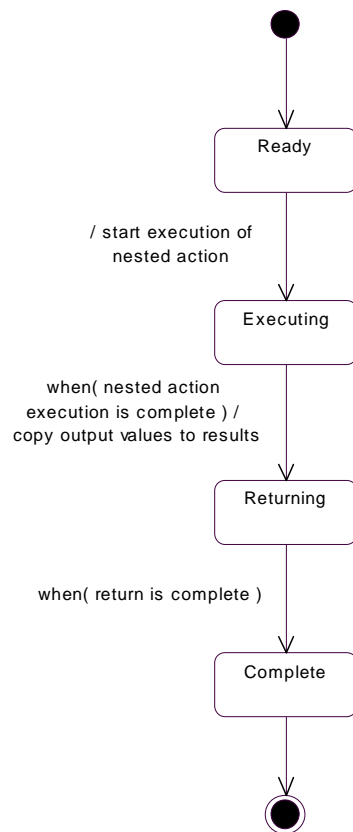 Ready
/ start execution of
nested action
Executing
when( nested action
execution is complete ) /
copy output values to results
Returning
when( return is complete )
Complete